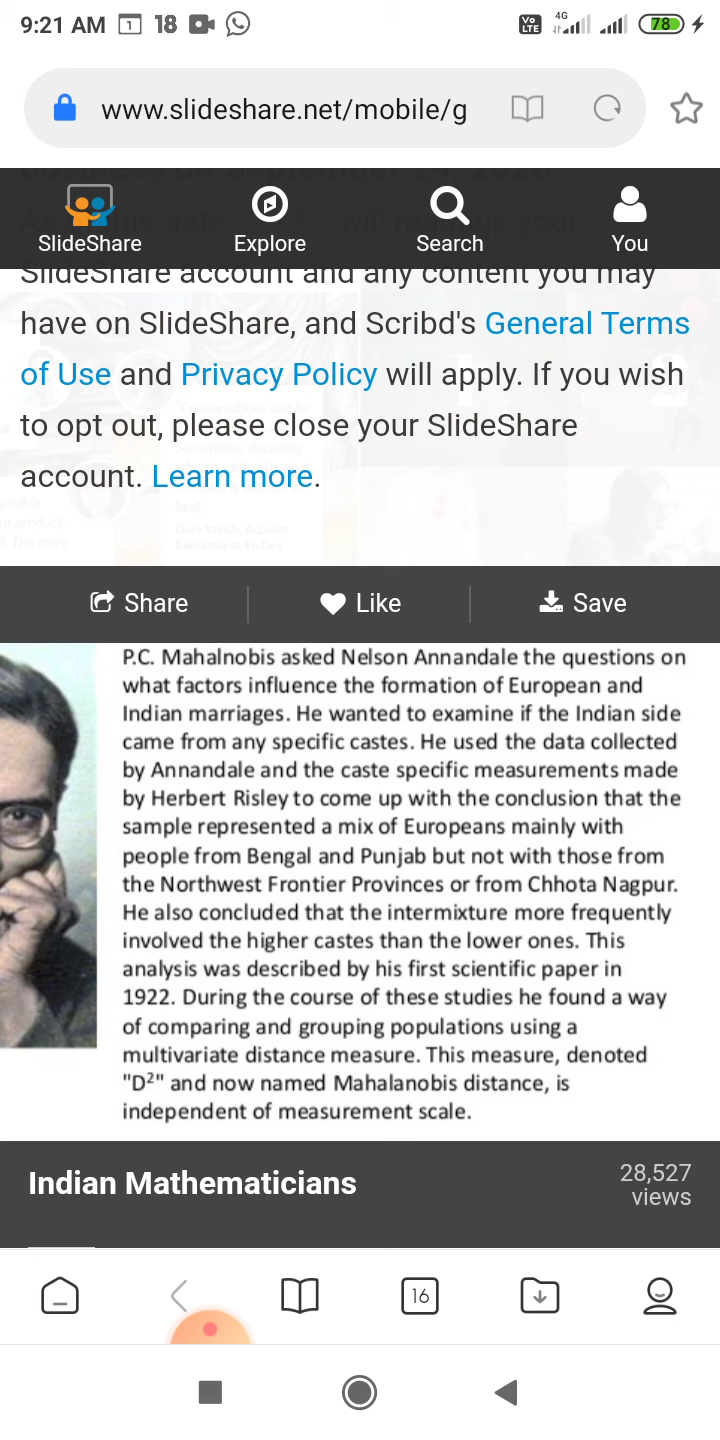 9:21 AM 1 18 Vo LTE 4G 78
www.slideshare.net/mobile/g
SlideShare Explore Search You
SlideShare account and any content you may
have on SlideShare, and Scribd's General Terms
of Use and Privacy Policy will apply. If you wish
to opt out, please close your SlideShare
account. Learn more.
Share Like Save
P.C. Mahalnobis asked Nelson Annandale the questions on
what factors influence the formation of European and
Indian marriages. He wanted to examine if the Indian side
came from any specific castes. He used the data collected
by Annandale and the caste specific measurements made
by Herbert Risley to come up with the conclusion that the
sample represented a mix of Europeans mainly with
people from Bengal and Punjab but not with those from
the Northwest Frontier Provinces or from Chhota Nagpur.
He also concluded that the intermixture more frequently
involved the higher castes than the lower ones. This
analysis was described by his first scientific paper in
1922. During the course of these studies he found a way
of comparing and grouping populations using a
multivariate distance measure. This measure, denoted
"D²" and now named Mahalanobis distance, is
independent of measurement scale.
Indian Mathematicians
28,527
views
16